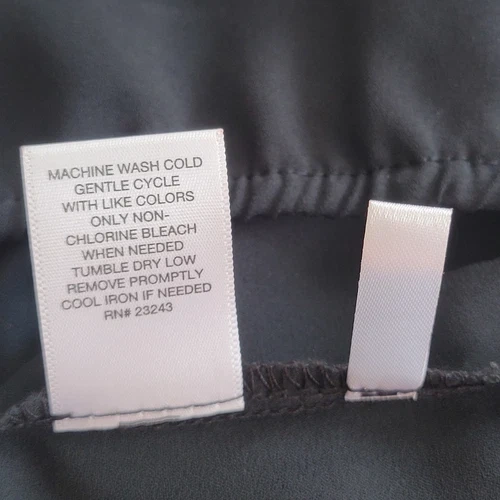 MACHINE WASH COLD
GENTLE CYCLE
WITH LIKE COLORS
ONLY NON-
CHLORINE BLEACH
WHEN NEEDED
TUMBLE DRY LOW
REMOVE PROMPTLY
COOL IRON IF NEEDED
RN# 23243